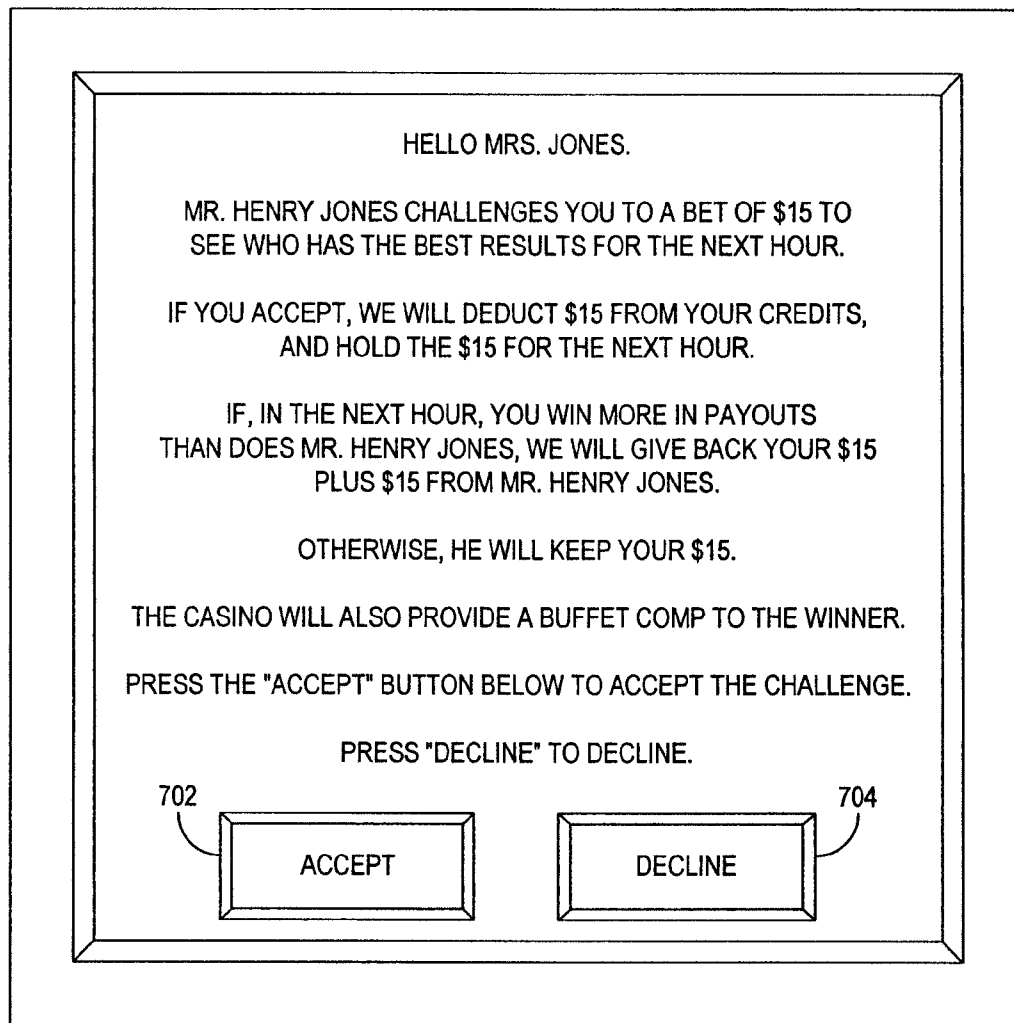 HELLO MRS. JONES.
MR. HENRY JONES CHALLENGES YOU TO A BET OF $15 TO
SEE WHO HAS THE BEST RESULTS FOR THE NEXT HOUR.
IF YOU ACCEPT, WE WILL DEDUCT $15 FROM YOUR CREDITS,
AND HOLD THE $15 FOR THE NEXT HOUR.
IF, IN THE NEXT HOUR, YOU WIN MORE IN PAYOUTS
THAN DOES MR. HENRY JONES, WE WILL GIVE BACK YOUR $15
PLUS $15 FROM MR. HENRY JONES.
OTHERWISE, HE WILL KEEP YOUR $15.
THE CASINO WILL ALSO PROVIDE A BUFFET COMP TO THE WINNER.
PRESS THE "ACCEPT" BUTTON BELOW TO ACCEPT THE CHALLENGE.
PRESS "DECLINE" TO DECLINE.
702
704
ACCEPT
DECLINE